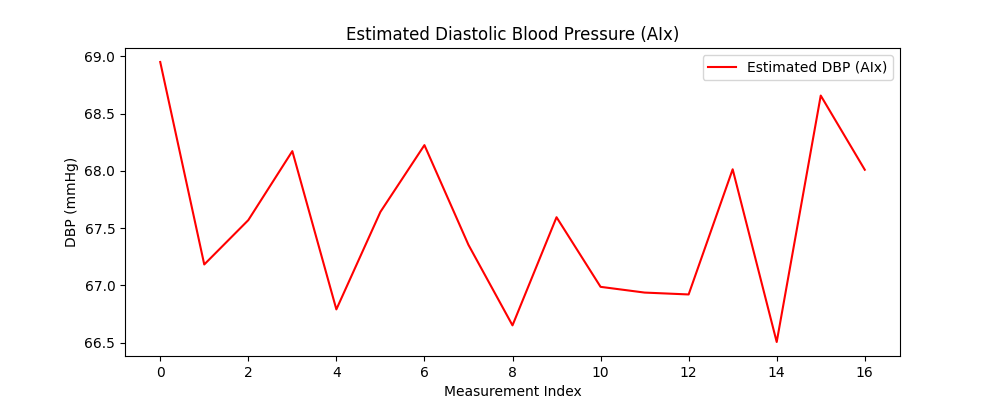 Estimated Diastolic Blood Pressure (AIx)
Estimated DBP (AIx)
DBP (mmHg)
69.0
68.5
68.0
67.5
67.0
66.5
0 2 4 6 8 10 12 14 16
Measurement Index